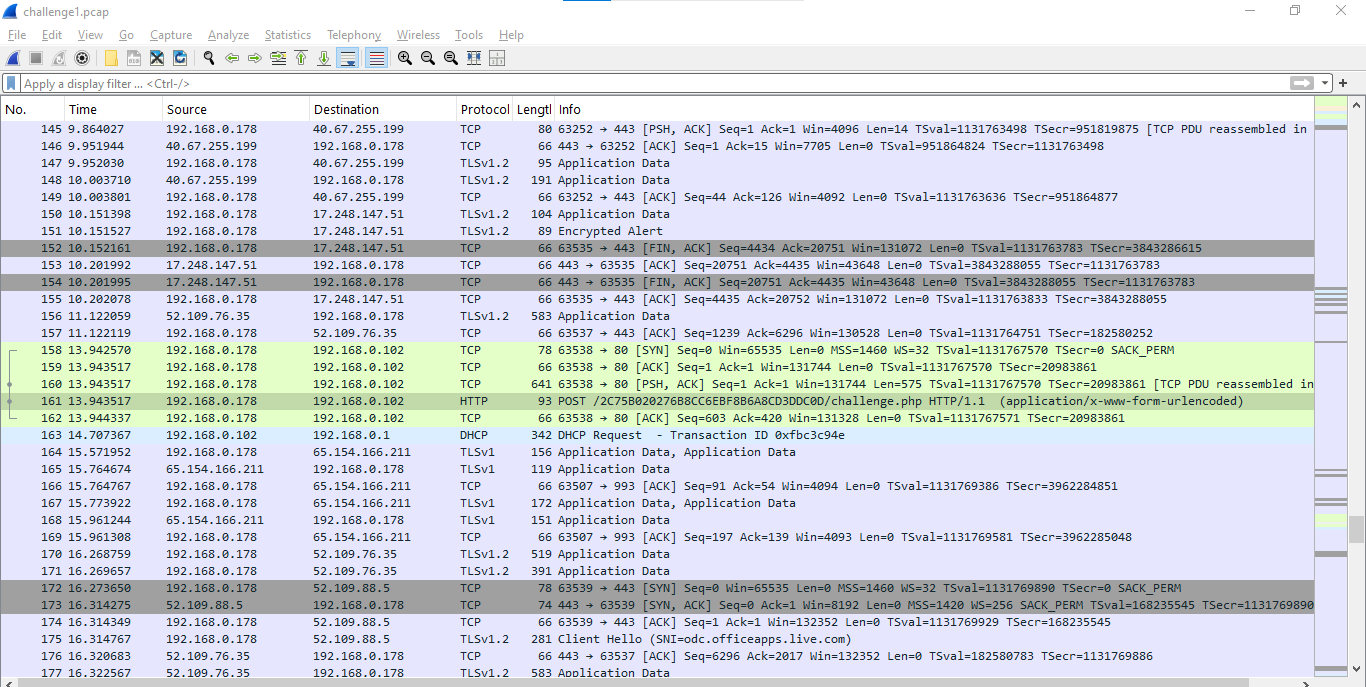 challenge1.pcap
File Edit View Go Capture Analyze Statistics Telephony Wireless Tools Help
Apply a display filter ... <Ctrl-/>
No. Time Source Destination Protocol Lengtl Info
145 9.864027 192.168.0.178 40.67.255.199 TCP 80 63252 → 443 [PSH, ACK] Seq=1 Ack=1 Win=4096 Len=14 TSval=1131763498 TSecr=951819875 [TCP PDU reassembled in
146 9.951944 40.67.255.199 192.168.0.178 TCP 66 443 → 63252 [ACK] Seq=1 Ack=15 Win=7705 Len=0 TSval=951864824 TSecr=1131763498
147 9.952030 192.168.0.178 40.67.255.199 TLSv1.2 95 Application Data
148 10.003710 40.67.255.199 192.168.0.178 TLSv1.2 191 Application Data
149 10.003801 192.168.0.178 40.67.255.199 TCP 66 63252 → 443 [ACK] Seq=44 Ack=126 Win=4092 Len=0 TSval=1131763636 TSecr=951864877
150 10.151398 192.168.0.178 17.248.147.51 TLSv1.2 104 Application Data
151 10.151527 192.168.0.178 17.248.147.51 TLSv1.2 89 Encrypted Alert
152 10.152161 192.168.0.178 17.248.147.51 TCP 66 63535 → 443 [FIN, ACK] Seq=4434 Ack=20751 Win=131072 Len=0 TSval=1131763783 TSecr=3843286615
153 10.201992 17.248.147.51 192.168.0.178 TCP 66 443 → 63535 [ACK] Seq=20751 Ack=4435 Win=43648 Len=0 TSval=3843288055 TSecr=1131763783
154 10.201995 17.248.147.51 192.168.0.178 TCP 66 443 → 63535 [FIN, ACK] Seq=20751 Ack=4435 Win=43648 Len=0 TSval=3843288055 TSecr=1131763783
155 10.202078 192.168.0.178 17.248.147.51 TCP 66 63535 → 443 [ACK] Seq=4435 Ack=20752 Win=131072 Len=0 TSval=1131763833 TSecr=3843288055
156 11.122059 52.109.76.35 192.168.0.178 TLSv1.2 583 Application Data
157 11.122119 192.168.0.178 52.109.76.35 TCP 66 63537 → 443 [ACK] Seq=1239 Ack=6296 Win=130528 Len=0 TSval=1131764751 TSecr=182580252
158 13.942570 192.168.0.178 192.168.0.102 TCP 78 63538 → 80 [SYN] Seq=0 Win=65535 Len=0 MSS=1460 WS=32 TSval=1131767570 TSecr=0 SACK_PERM
159 13.943517 192.168.0.178 192.168.0.102 TCP 66 63538 → 80 [ACK] Seq=1 Ack=1 Win=131744 Len=0 TSval=1131767570 TSecr=20983861
160 13.943517 192.168.0.178 192.168.0.102 TCP 641 63538 → 80 [PSH, ACK] Seq=1 Ack=1 Win=131744 Len=575 TSval=1131767570 TSecr=20983861 [TCP PDU reassembled in
161 13.943517 192.168.0.178 192.168.0.102 HTTP 93 POST /2C75B020276B8CC6EBF8B6A8CD3DDC0D/challenge.php HTTP/1.1 (application/x-www-form-urlencoded)
162 13.944337 192.168.0.178 192.168.0.102 TCP 66 63538 → 80 [ACK] Seq=603 Ack=420 Win=131328 Len=0 TSval=1131767571 TSecr=20983861
163 14.707367 192.168.0.102 192.168.0.1 DHCP 342 DHCP Request - Transaction ID 0xfbc3c94e
164 15.571952 192.168.0.178 65.154.166.211 TLSv1 156 Application Data, Application Data
165 15.764674 65.154.166.211 192.168.0.178 TLSv1 119 Application Data
166 15.764767 192.168.0.178 65.154.166.211 TCP 66 63507 → 993 [ACK] Seq=91 Ack=54 Win=4094 Len=0 TSval=1131769386 TSecr=3962284851
167 15.773922 192.168.0.178 65.154.166.211 TLSv1 172 Application Data, Application Data
168 15.961244 65.154.166.211 192.168.0.178 TLSv1 151 Application Data
169 15.961308 192.168.0.178 65.154.166.211 TCP 66 63507 → 993 [ACK] Seq=197 Ack=139 Win=4093 Len=0 TSval=1131769581 TSecr=3962285048
170 16.268759 192.168.0.178 52.109.76.35 TLSv1.2 519 Application Data
171 16.269657 192.168.0.178 52.109.76.35 TLSv1.2 391 Application Data
172 16.273650 192.168.0.178 52.109.88.5 TCP 78 63539 → 443 [SYN] Seq=0 Win=65535 Len=0 MSS=1460 WS=32 TSval=1131769890 TSecr=0 SACK_PERM
173 16.314275 52.109.88.5 192.168.0.178 TCP 74 443 → 63539 [SYN, ACK] Seq=0 Ack=1 Win=8192 Len=0 MSS=1420 WS=256 SACK_PERM TSval=168235545 TSecr=1131769890
174 16.314349 192.168.0.178 52.109.88.5 TCP 66 63539 → 443 [ACK] Seq=1 Ack=1 Win=132352 Len=0 TSval=1131769929 TSecr=168235545
175 16.314767 192.168.0.178 52.109.88.5 TLSv1.2 281 Client Hello (SNI=odc.officeapps.live.com)
176 16.320683 52.109.76.35 192.168.0.178 TCP 66 443 → 63537 [ACK] Seq=6296 Ack=2017 Win=132352 Len=0 TSval=182580783 TSecr=1131769886
177 16.322567 52.109.76.35 192.168.0.178 TLSv1.2 583 Application Data